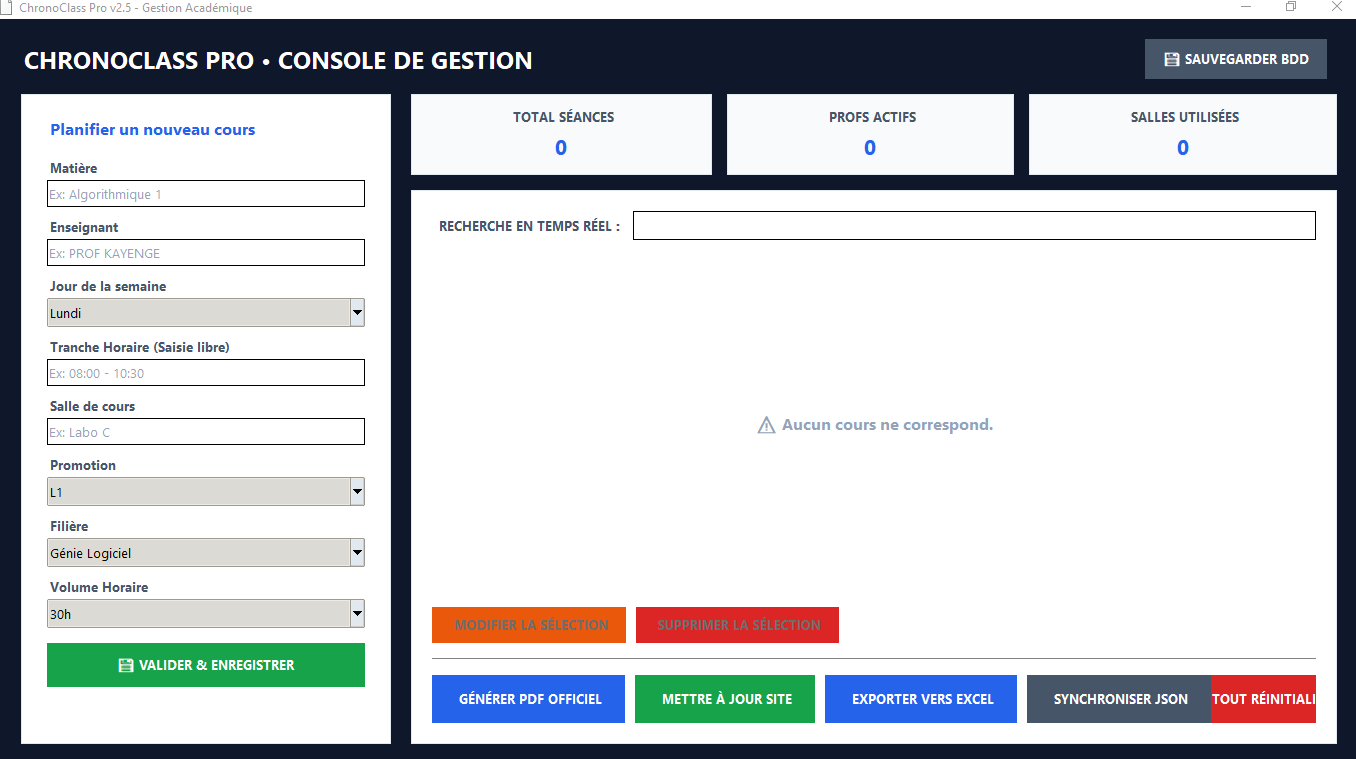 ChronoClass Pro v2.5 - Gestion Académique
CHRONOCLASS PRO • CONSOLE DE GESTION
SAUVEGARDER BDD
Planifier un nouveau cours
Matière
Ex: Algorithmique 1
Enseignant
Ex: PROF KAYENGE
Jour de la semaine
Lundi
Tranche Horaire (Saisie libre)
Ex: 08:00 - 10:30
Salle de cours
Ex: Labo C
Promotion
L1
Filière
Génie Logiciel
Volume Horaire
30h
VALIDER & ENREGISTRER
TOTAL SÉANCES
0
PROFS ACTIFS
0
SALLES UTILISÉES
0
RECHERCHE EN TEMPS RÉEL :
⚠ Aucun cours ne correspond.
MODIFIER LA SÉLECTION
SUPPRIMER LA SÉLECTION
GÉNÉRER PDF OFFICIEL
METTRE À JOUR SITE
EXPORTER VERS EXCEL
SYNCHRONISER JSON
TOUT RÉINITIALI